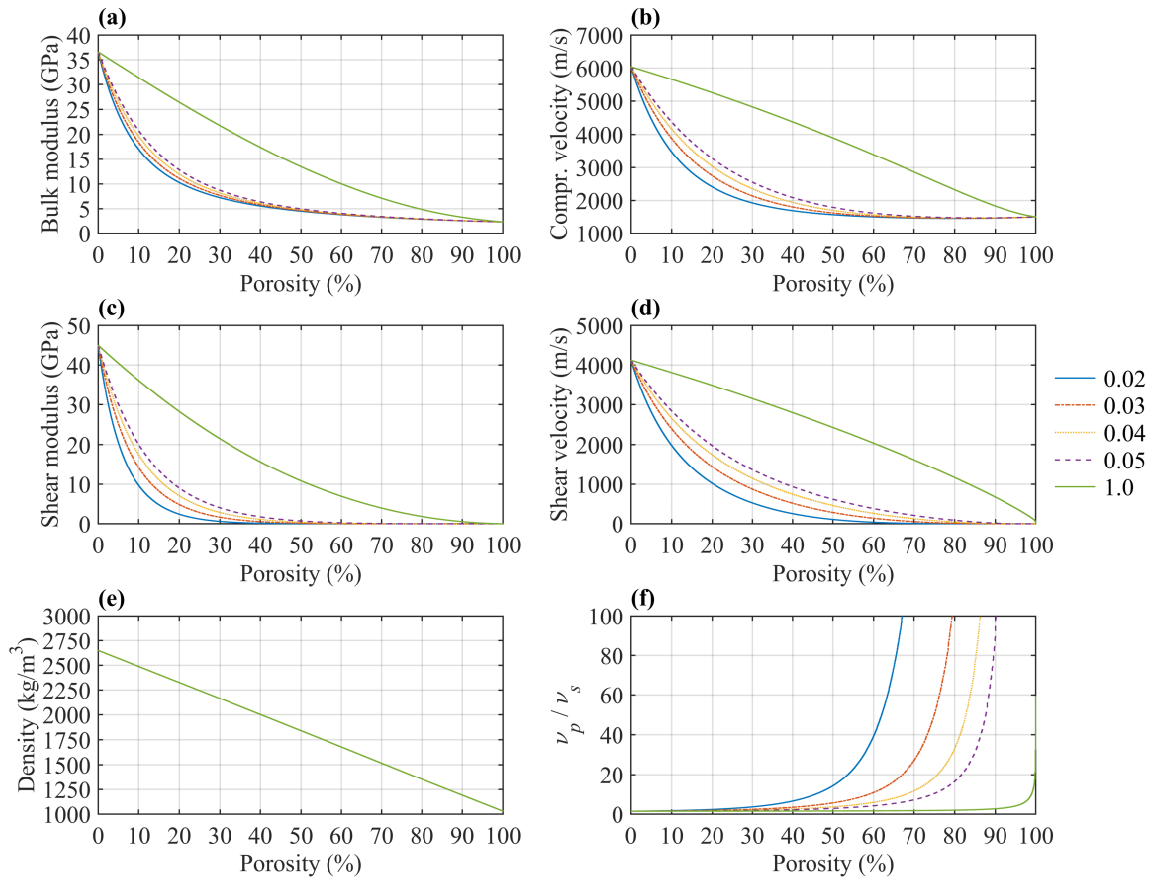 (a)
Bulk modulus (GPa)
40
35
30
25
20
15
10
5
0
0 10 20 30 40 50 60 70 80 90 100
Porosity (%)
(b)
Compr. velocity (m/s)
7000
6000
5000
4000
3000
2000
1000
0 10 20 30 40 50 60 70 80 90 100
Porosity (%)
(c)
Shear modulus (GPa)
50
40
30
20
10
0
0 10 20 30 40 50 60 70 80 90 100
Porosity (%)
(d)
Shear velocity (m/s)
5000
4000
3000
2000
1000
0
0 10 20 30 40 50 60 70 80 90 100
Porosity (%)
0.02
0.03
0.04
0.05
1.0
(e)
Density (kg/m³)
3000
2750
2500
2250
2000
1750
1500
1250
1000
0 10 20 30 40 50 60 70 80 90 100
Porosity (%)
(f)
ν_p / ν_s
100
80
60
40
20
0
0 10 20 30 40 50 60 70 80 90 100
Porosity (%)